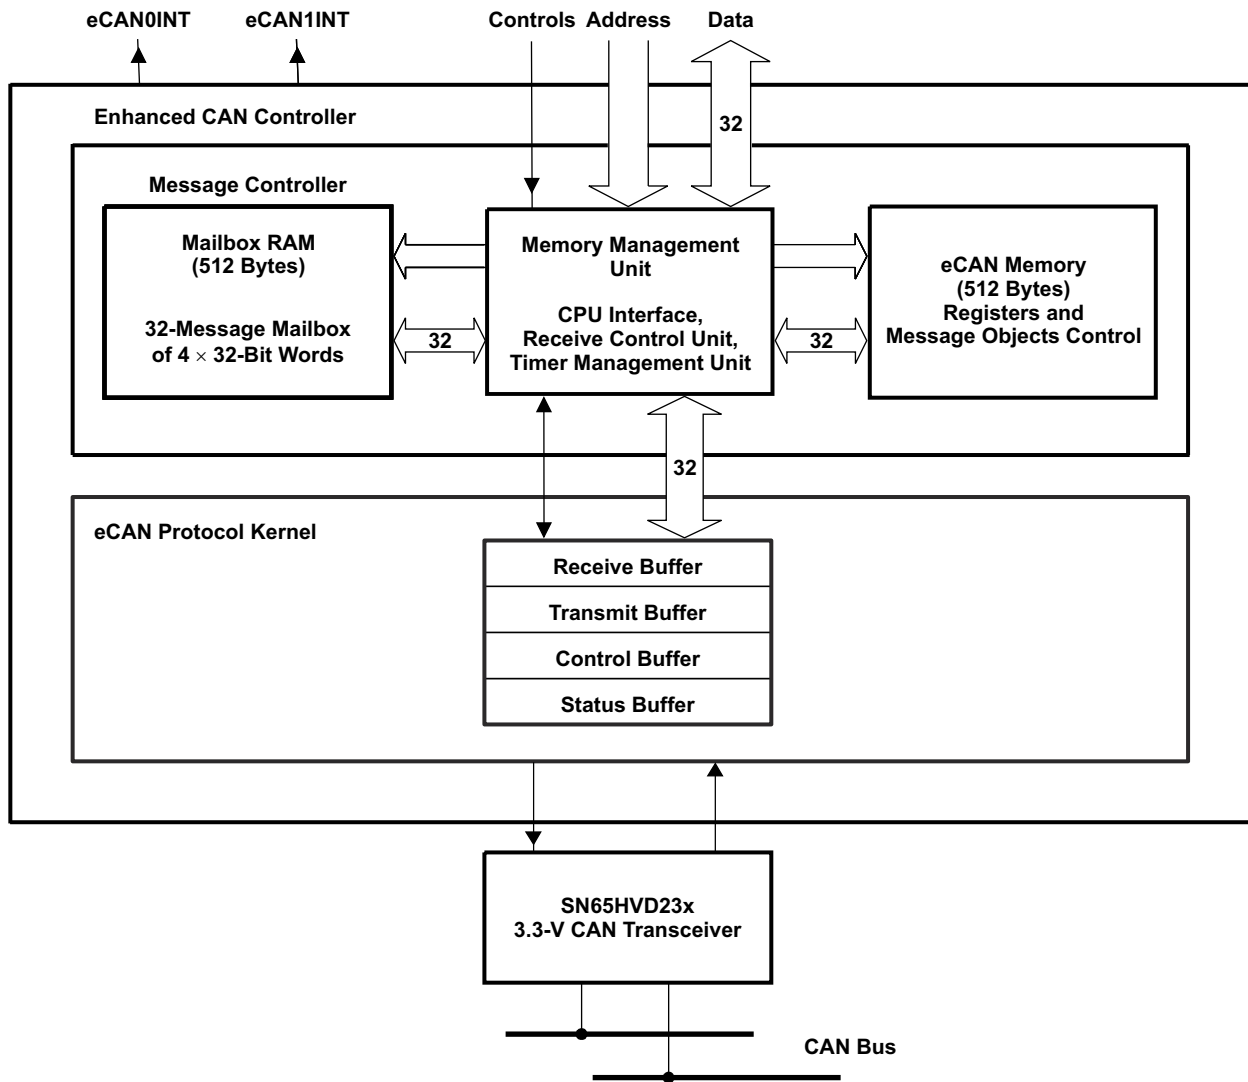 eCAN0INT
eCAN1INT
Controls
Address
Data
32
Enhanced CAN Controller
Message Controller
Mailbox RAM
(512 Bytes)
32-Message Mailbox
of 4 × 32-Bit Words
32
Memory Management
Unit
CPU Interface,
Receive Control Unit,
Timer Management Unit
32
eCAN Memory
(512 Bytes)
Registers and
Message Objects Control
32
eCAN Protocol Kernel
Receive Buffer
Transmit Buffer
Control Buffer
Status Buffer
SN65HVD23x
3.3-V CAN Transceiver
CAN Bus